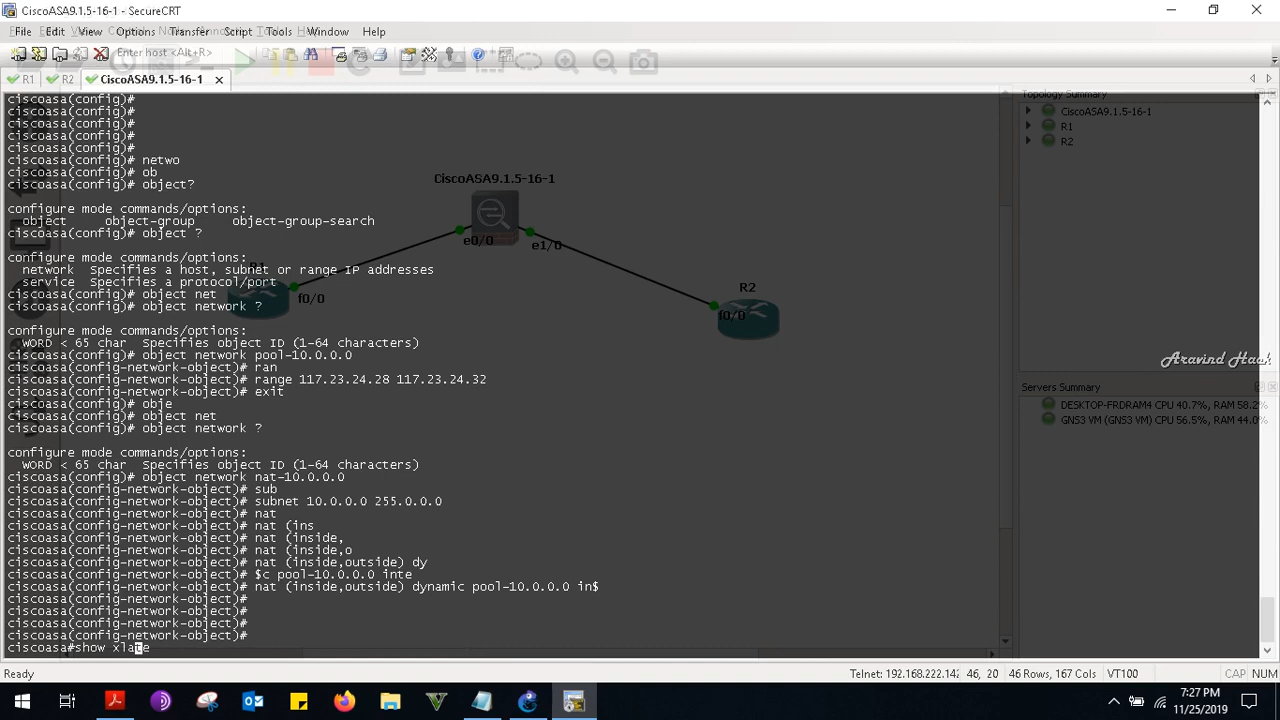 CiscoASA9.1.5-16-1 - SecureCRT
File Edit View Options Transfer Script Tools Window Help
Enter host <Alt+R>
R1 R2 CiscoASA9.1.5-16-1
ciscoasa(config)#
ciscoasa(config)#
ciscoasa(config)#
ciscoasa(config)#
ciscoasa(config)#
ciscoasa(config)# netwo
ciscoasa(config)# ob
ciscoasa(config)# object?
configure mode commands/options:
object object-group object-group-search
ciscoasa(config)# object ?
configure mode commands/options:
network Specifies a host, subnet or range IP addresses
service Specifies a protocol/port
ciscoasa(config)# object net
ciscoasa(config)# object network ?
configure mode commands/options:
WORD < 65 char Specifies object ID (1-64 characters)
ciscoasa(config)# object network pool-10.0.0.0
ciscoasa(config-network-object)# ran
ciscoasa(config-network-object)# range 117.23.24.28 117.23.24.32
ciscoasa(config-network-object)# exit
ciscoasa(config)# obje
ciscoasa(config)# object net
ciscoasa(config)# object network ?
configure mode commands/options:
WORD < 65 char Specifies object ID (1-64 characters)
ciscoasa(config)# object network nat-10.0.0.0
ciscoasa(config-network-object)# sub
ciscoasa(config-network-object)# subnet 10.0.0.0 255.0.0.0
ciscoasa(config-network-object)# nat
ciscoasa(config-network-object)# nat (ins
ciscoasa(config-network-object)# nat (inside,
ciscoasa(config-network-object)# nat (inside,o
ciscoasa(config-network-object)# nat (inside,outside) dy
ciscoasa(config-network-object)# $c pool-10.0.0.0 inte
ciscoasa(config-network-object)# nat (inside,outside) dynamic pool-10.0.0.0 in$
ciscoasa(config-network-object)#
ciscoasa(config-network-object)#
ciscoasa(config-network-object)#
ciscoasa(config-network-object)#
ciscoasa#show xlate
CiscoASA9.1.5-16-1
e0/0
e1/0
R1
f0/0
R2
f0/0
Topology Summary
CiscoASA9.1.5-16-1
R1
R2
Aravind Haak
Servers Summary
DESKTOP-FRDRAM4 CPU 40.7%, RAM 58.2%
GNS3 VM (GNS3 VM) CPU 56.5%, RAM 44.0%
Ready
Telnet: 192.168.222.14 46, 20 46 Rows, 167 Cols VT100 CAP NUM
7:27 PM
11/25/2019